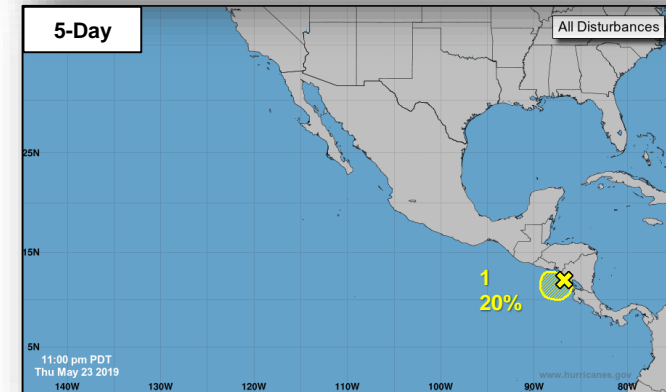 5-Day
All Disturbances
25N
15N
1
20%
5N
11:00 pm PDT
Thu May 23 2019
www.hurricanes.gov
140W 130W 120W 110W 100W 90W 80W